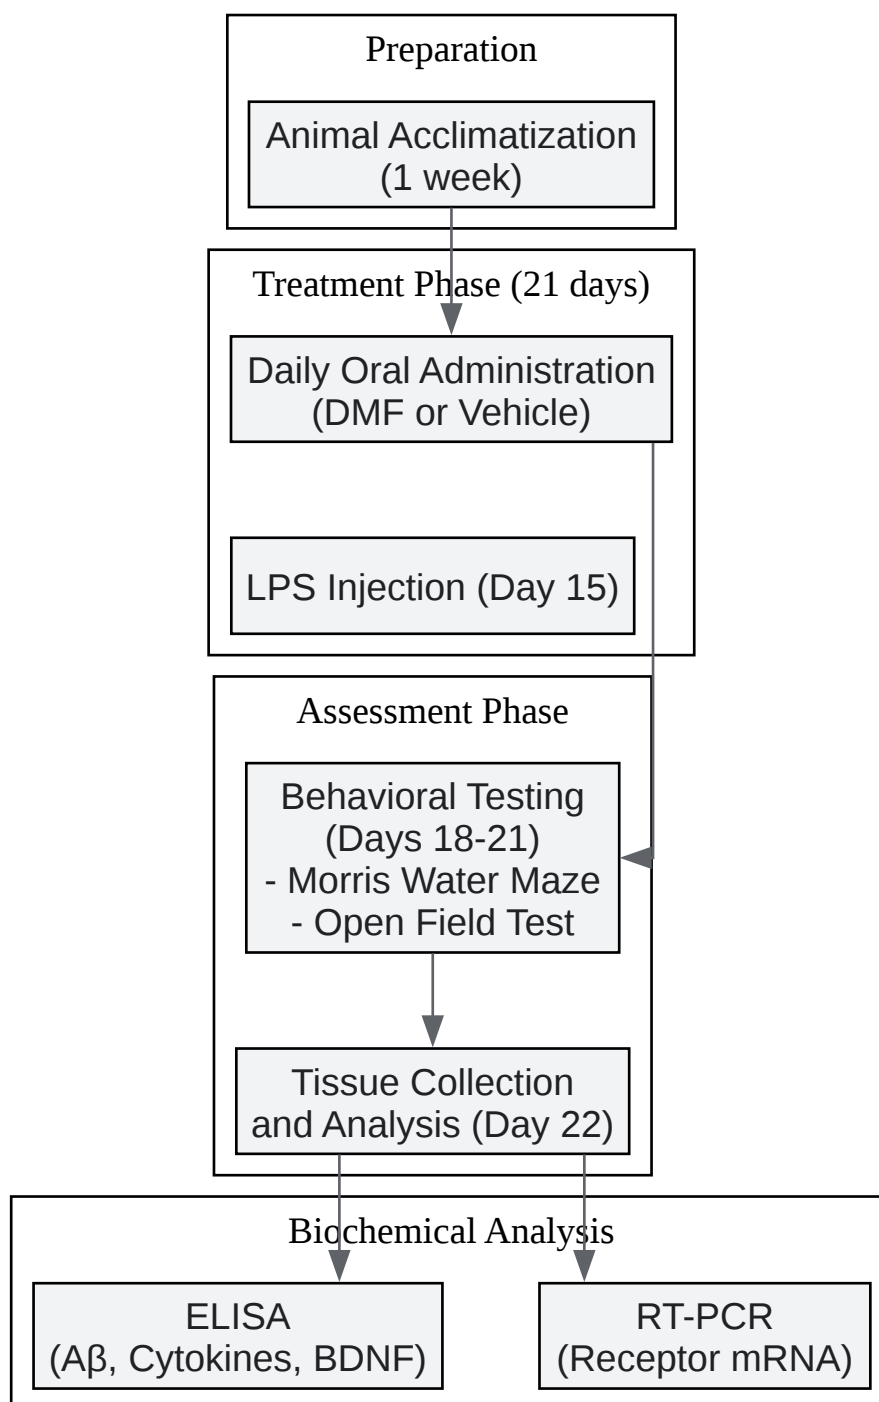 Preparation
Animal Acclimatization
(1 week)
Treatment Phase (21 days)
Daily Oral Administration
(DMF or Vehicle)
LPS Injection (Day 15)
Assessment Phase
Behavioral Testing
(Days 18-21)
- Morris Water Maze
- Open Field Test
Tissue Collection
and Analysis (Day 22)
Biochemical Analysis
ELISA
(Aβ, Cytokines, BDNF)
RT-PCR
(Receptor mRNA)